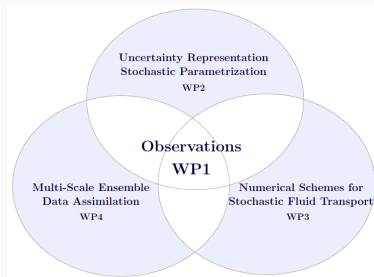 Uncertainty Representation
Stochastic Parametrization
WP2
Observations
WP1
Multi-Scale Ensemble
Data Assimilation
WP4
Numerical Schemes for
Stochastic Fluid Transport
WP3